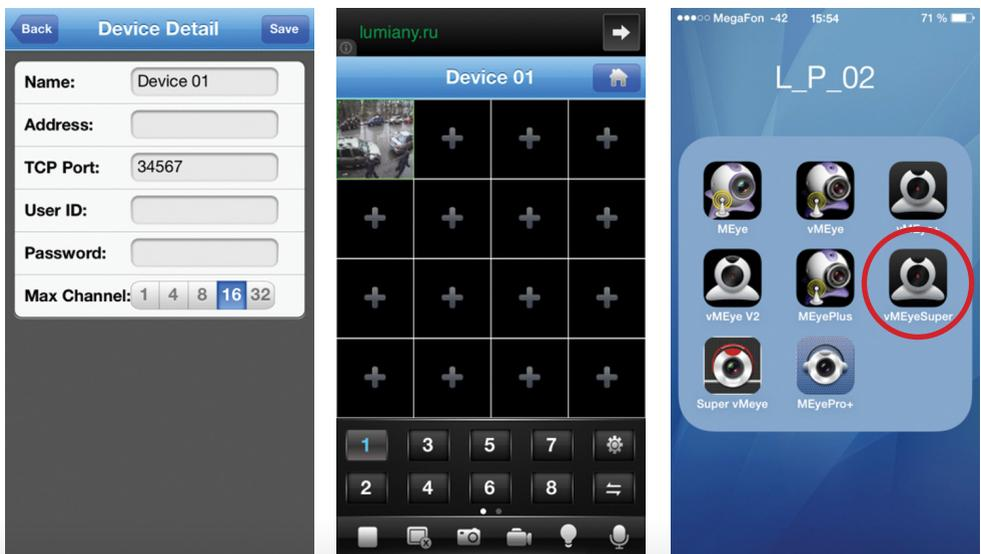 Back Device Detail Save
Name: Device 01
Address:
TCP Port: 34567
User ID:
Password:
Max Channel: 1 4 8 16 32
lumiany.ru
Device 01
1 3 5 7
2 4 6 8
MegaFon -42 15:54 71 %
L_P_02
MEye vMEye vMEye+
vMEye V2 MEyePlus vMEyeSuper
Super vMeye MEyePro+